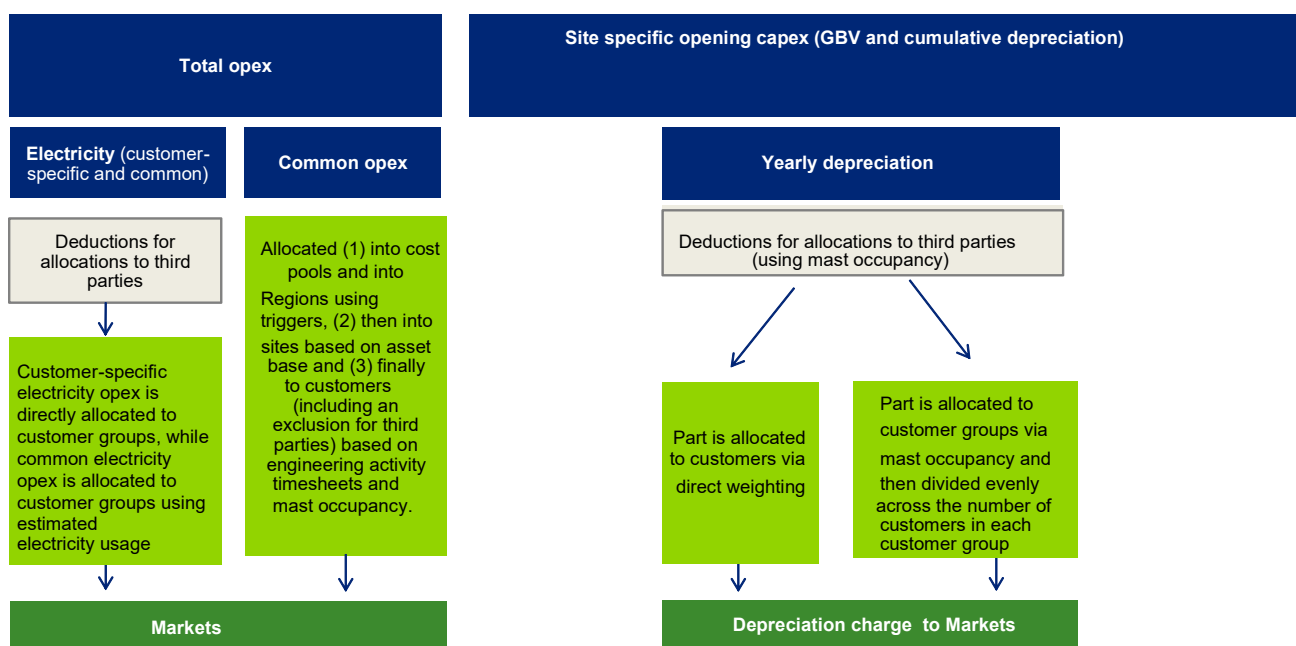 Total opex
Site specific opening capex (GBV and cumulative depreciation)
Electricity (customer-
specific and common)
Common opex
Yearly depreciation
Deductions for
allocations to third
parties
Allocated (1) into cost
pools and into
Regions using
triggers, (2) then into
sites based on asset
base and (3) finally
to customers
(including an
exclusion for third
parties) based on
engineering activity
timesheets and
mast occupancy.
Deductions for allocations to third parties
(using mast occupancy)
Customer-specific
electricity opex is
directly allocated to
customer groups, while
common electricity
opex is allocated to
customer groups using
estimated
electricity usage
Part is allocated
to customers via
direct weighting
Part is allocated to
customer groups via
mast occupancy and
then divided evenly
across the number of
customers in each
customer group
Markets
Depreciation charge to Markets